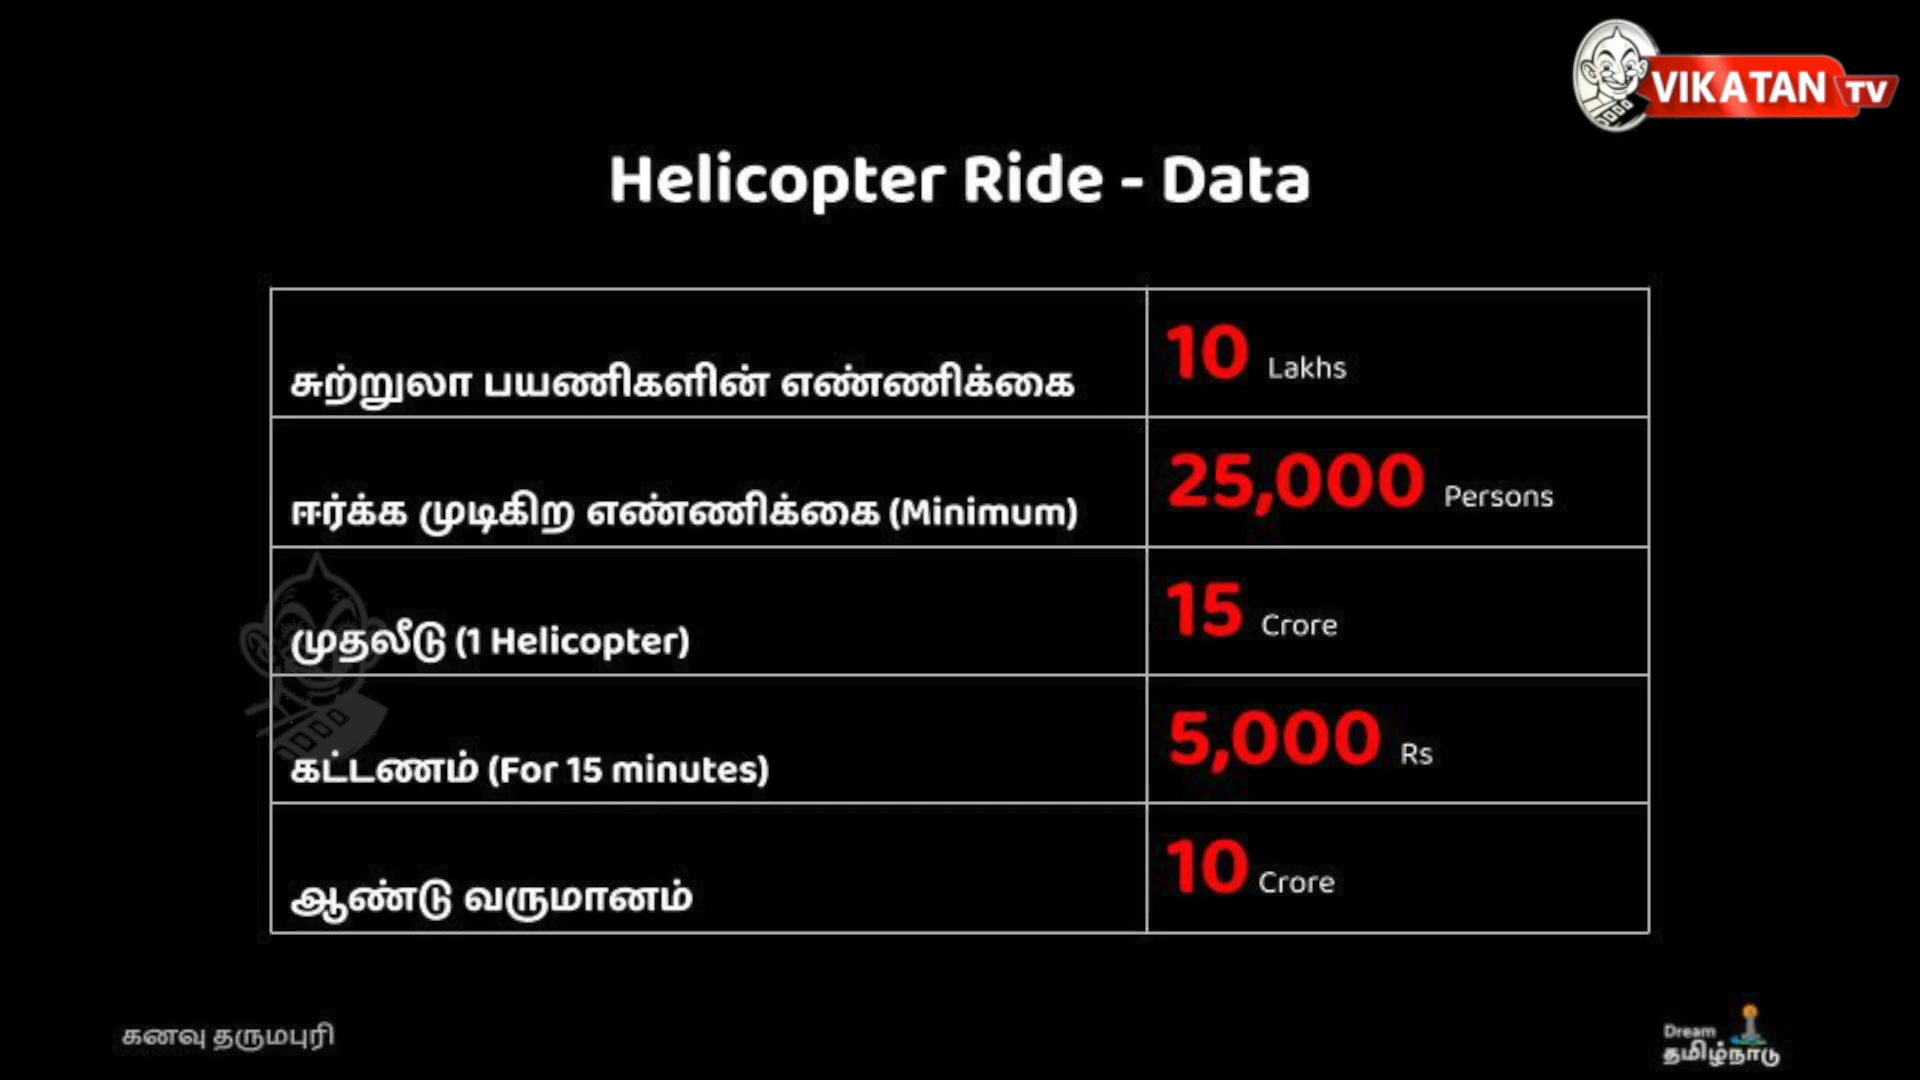 VIKATAN TV
Helicopter Ride - Data
சுற்றுலா பயணிகளின் எண்ணிக்கை 10 Lakhs
ஈர்க்க முடிகிற எண்ணிக்கை (Minimum) 25,000 Persons
முதலீடு (1 Helicopter) 15 Crore
கட்டணம் (For 15 minutes) 5,000 Rs
ஆண்டு வருமானம் 10 Crore
கனவு தருமபுரி
Dream
தமிழ்நாடு